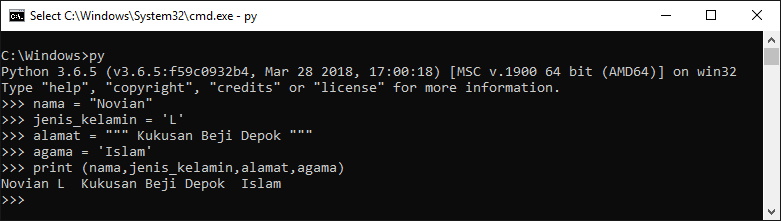 Select C:\Windows\System32\cmd.exe - py
C:\Windows>py
Python 3.6.5 (v3.6.5:f59c0932b4, Mar 28 2018, 17:00:18) [MSC v.1900 64 bit (AMD64)] on win32
Type "help", "copyright", "credits" or "license" for more information.
>>> nama = "Novian"
>>> jenis_kelamin = 'L'
>>> alamat = """ Kukusan Beji Depok """
>>> agama = 'Islam'
>>> print (nama,jenis_kelamin,alamat,agama)
Novian L  Kukusan Beji Depok  Islam
>>>